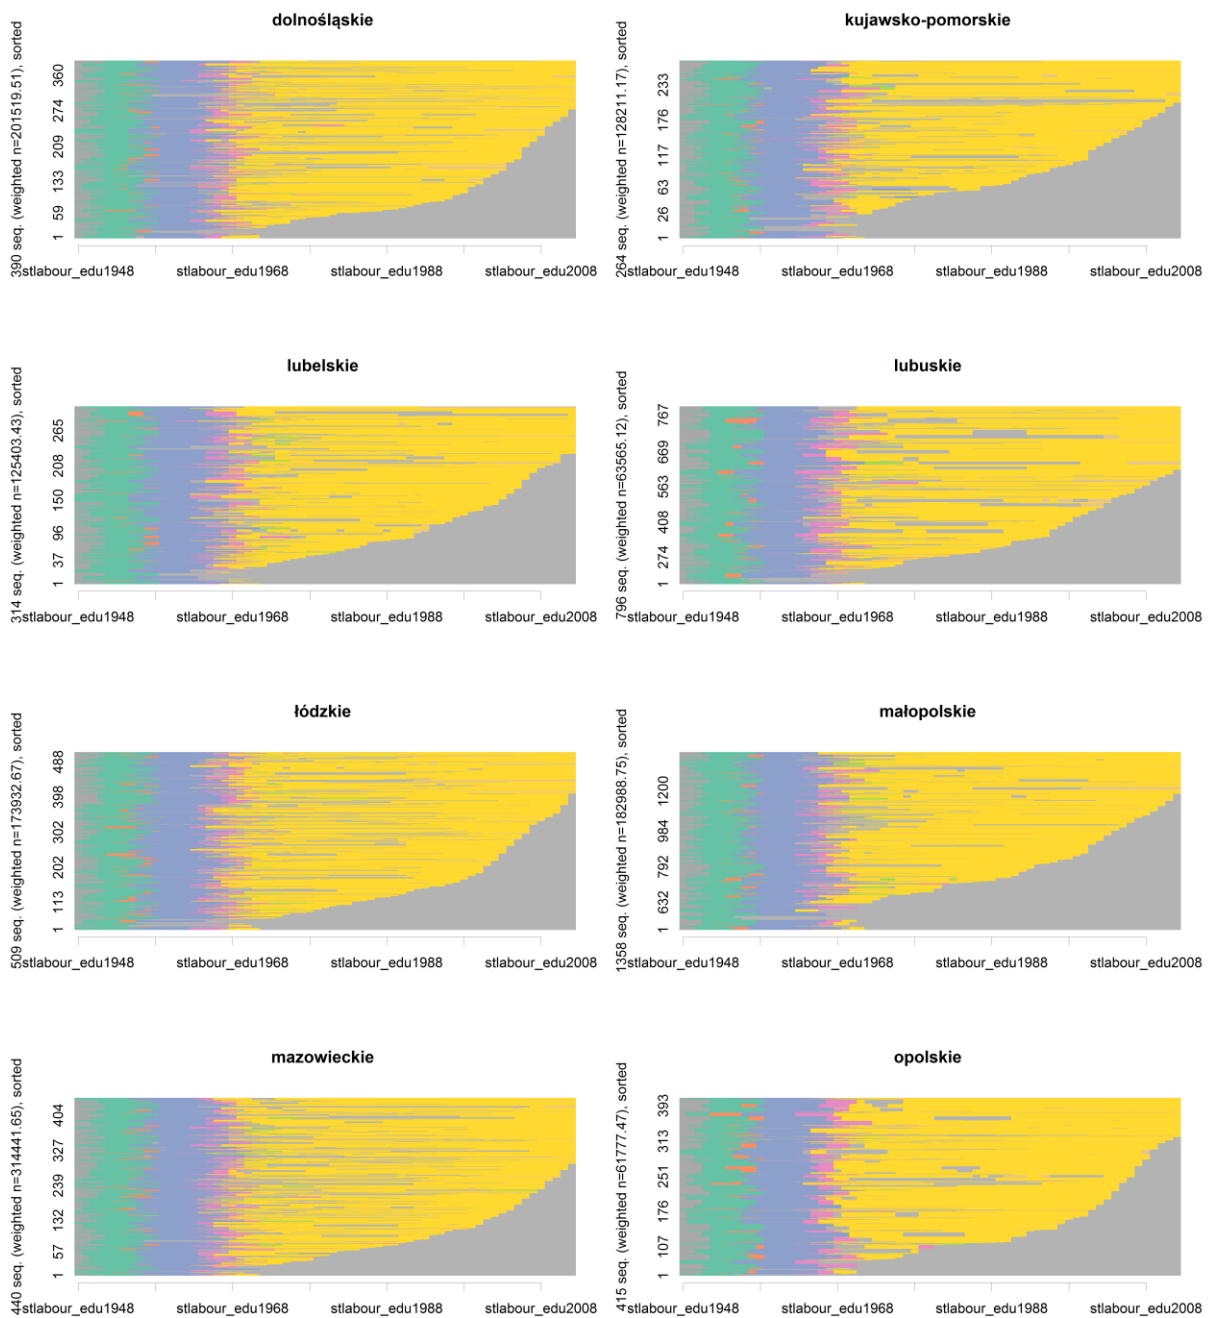 dolnośląskie
390 seq. (weighted n=201519.51), sorted
1 59 133 209 274 360
stlabour_edu1948 stlabour_edu1968 stlabour_edu1988 stlabour_edu2008
kujawsko-pomorskie
264 seq. (weighted n=128211.17), sorted
1 26 63 117 176 233
stlabour_edu1948 stlabour_edu1968 stlabour_edu1988 stlabour_edu2008
lubelskie
314 seq. (weighted n=125403.43), sorted
1 37 96 150 208 265
stlabour_edu1948 stlabour_edu1968 stlabour_edu1988 stlabour_edu2008
lubuskie
796 seq. (weighted n=63565.12), sorted
1 274 408 563 669 767
stlabour_edu1948 stlabour_edu1968 stlabour_edu1988 stlabour_edu2008
łódzkie
509 seq. (weighted n=173932.67), sorted
1 113 202 302 398 488
stlabour_edu1948 stlabour_edu1968 stlabour_edu1988 stlabour_edu2008
małopolskie
1358 seq. (weighted n=182988.75), sorted
1 632 792 984 1200
stlabour_edu1948 stlabour_edu1968 stlabour_edu1988 stlabour_edu2008
mazowieckie
440 seq. (weighted n=314441.65), sorted
1 57 132 239 327 404
stlabour_edu1948 stlabour_edu1968 stlabour_edu1988 stlabour_edu2008
opolskie
415 seq. (weighted n=61777.47), sorted
1 107 176 251 313 393
stlabour_edu1948 stlabour_edu1968 stlabour_edu1988 stlabour_edu2008